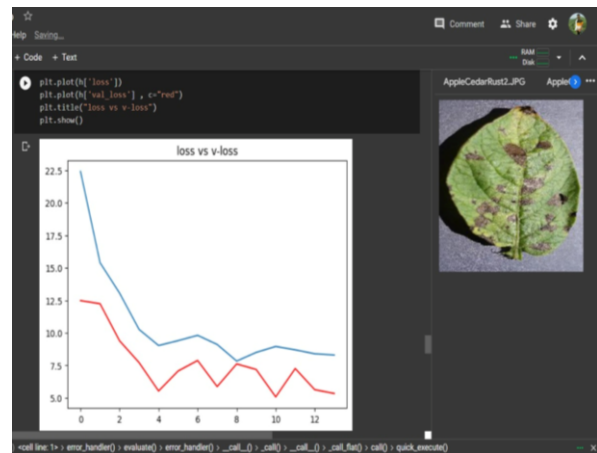 Help Saving...
Comment Share
+ Code + Text
RAM
Disk
plt.plot(h['loss'])
plt.plot(h['val_loss'] , c="red")
plt.title("loss vs v-loss")
plt.show()
AppleCedarRust2.JPG
loss vs v-loss
22.5
20.0
17.5
15.0
12.5
10.0
7.5
5.0
0 2 4 6 8 10 12
<cell line: 1> > error_handler() > evaluate() > error_handler() > __call__() > _call() > __call__() > _call_flat() > call() > quick_execute()